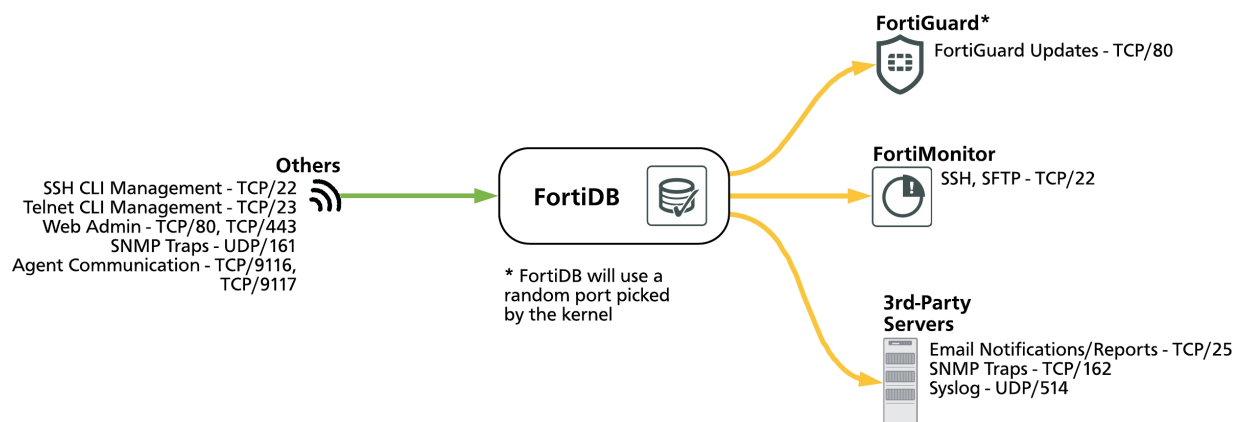 FortiGuard*
FortiGuard Updates - TCP/80
Others
SSH CLI Management - TCP/22
Telnet CLI Management - TCP/23
Web Admin - TCP/80, TCP/443
SNMP Traps - UDP/161
Agent Communication - TCP/9116,
TCP/9117
FortiDB
* FortiDB will use a
random port picked
by the kernel
FortiMonitor
SSH, SFTP - TCP/22
3rd-Party
Servers
Email Notifications/Reports - TCP/25
SNMP Traps - TCP/162
Syslog - UDP/514